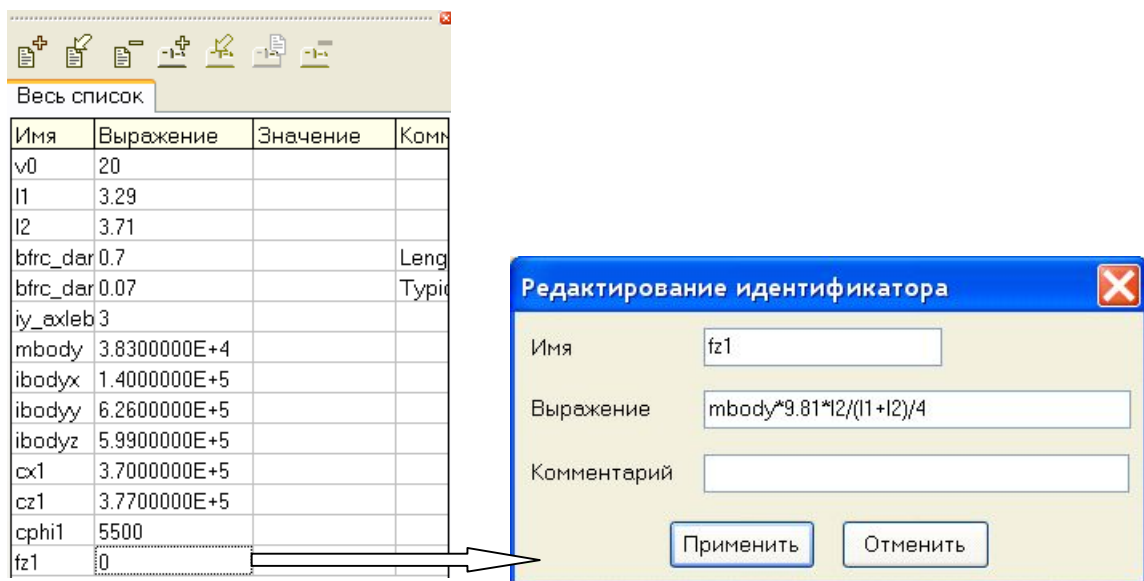 Весь список
Имя Выражение Значение Комм
v0 20
l1 3.29
l2 3.71
bfrc_dar 0.7 Leng
bfrc_dar 0.07 Typic
iy_axleb 3
mbody 3.8300000E+4
ibodyx 1.4000000E+5
ibodyy 6.2600000E+5
ibodyz 5.9900000E+5
cx1 3.7000000E+5
cz1 3.7700000E+5
cphi1 5500
fz1 0
Редактирование идентификатора
Имя fz1
Выражение mbody*9.81*l2/(l1+l2)/4
Комментарий
Применить Отменить